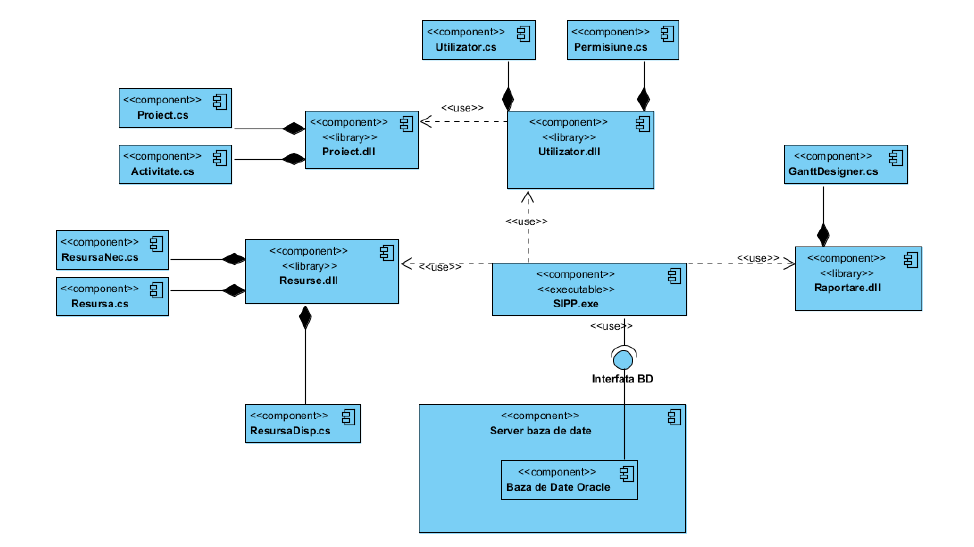 <<component>>
Utilizator.cs
<<component>>
Permisiune.cs
<<component>>
Proiect.cs
<<use>>
<<component>>
<<library>>
Proiect.dll
<<component>>
<<library>>
Utilizator.dll
<<component>>
Activitate.cs
<<component>>
GanttDesigner.cs
<<use>>
<<component>>
ResursaNec.cs
<<component>>
<<library>>
Resurse.dll
<<use>>
<<use>>
<<component>>
<<library>>
Raportare.dll
<<component>>
<<executable>>
SIPP.exe
<<component>>
Resursa.cs
<<use>>
Interfata BD
<<component>>
ResursaDisp.cs
<<component>>
Server baza de date
<<component>>
Baza de Date Oracle